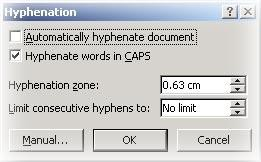 Hyphenation
Automatically hyphenate document
Hyphenate words in CAPS
Hyphenation zone: 0.63 cm
Limit consecutive hyphens to: No limit
Manual... OK Cancel